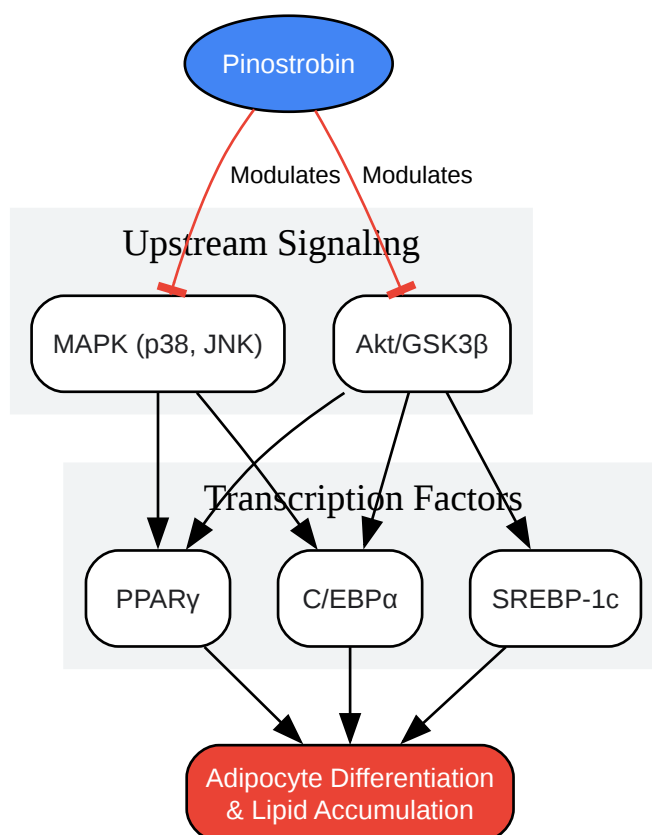 Pinostrobin
Modulates
Modulates
Upstream Signaling
MAPK (p38, JNK)
Akt/GSK3β
Transcription Factors
PPARγ
C/EBPα
SREBP-1c
Adipocyte Differentiation
& Lipid Accumulation